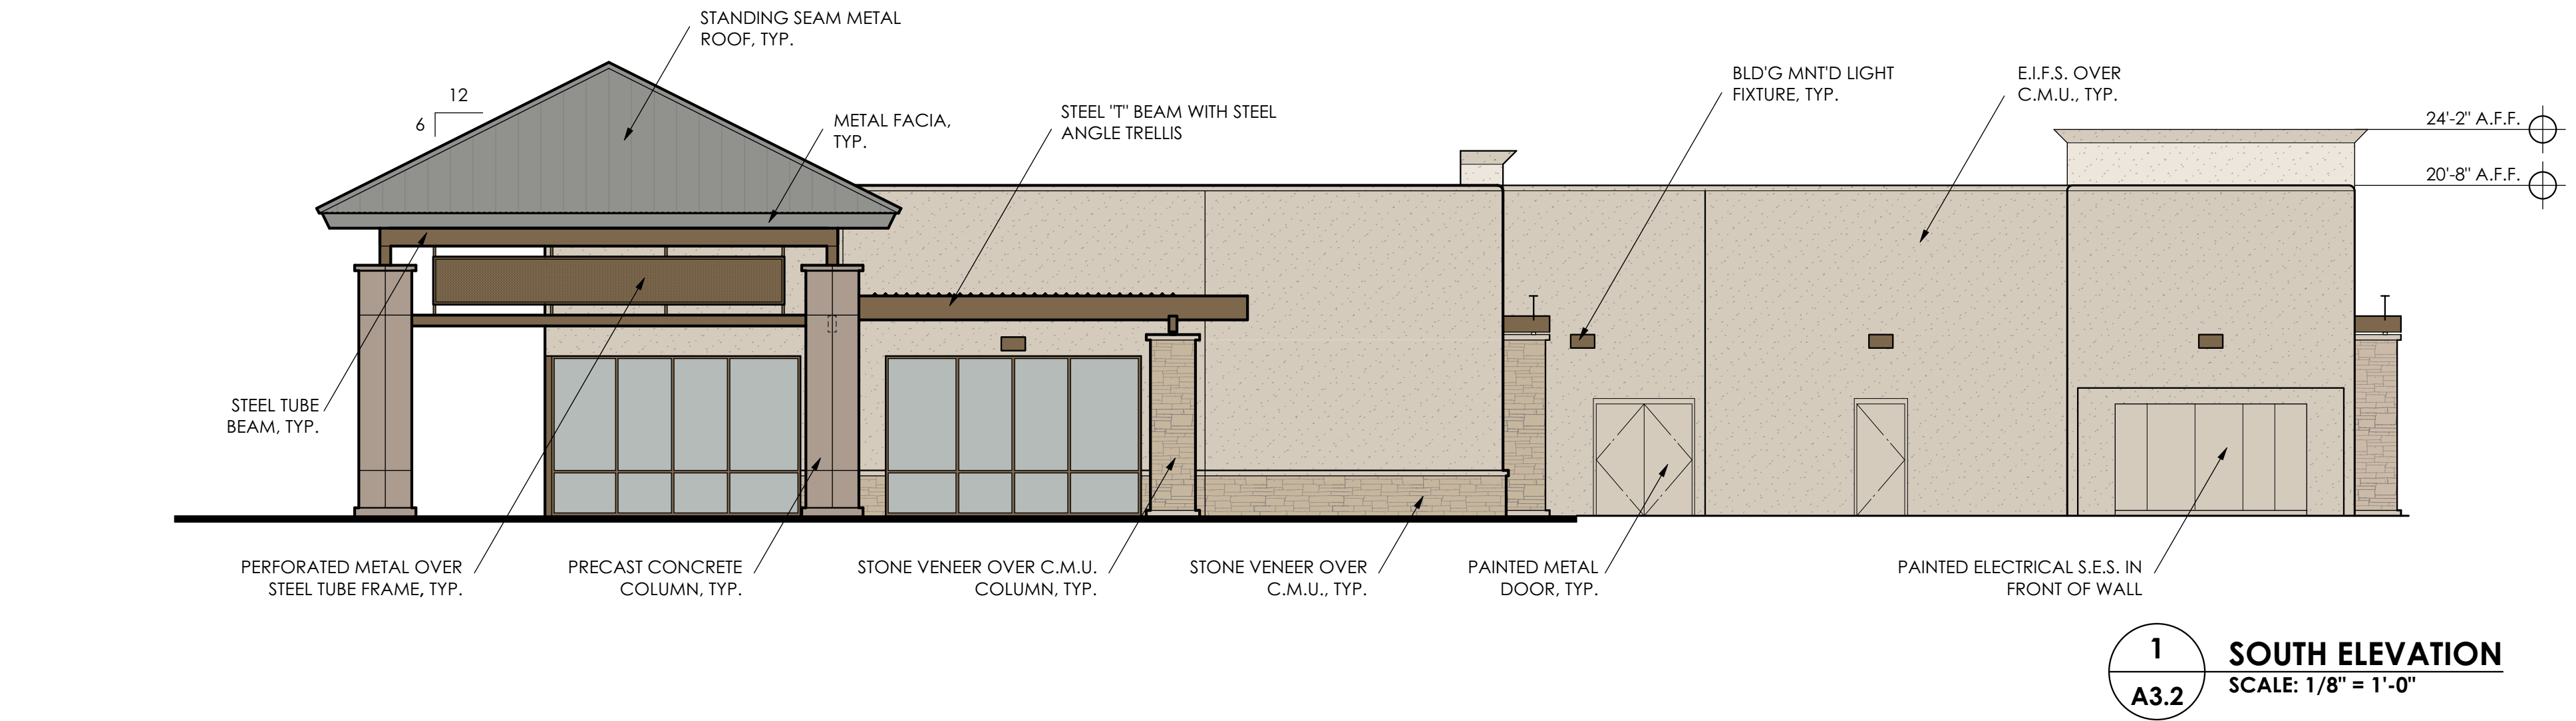 STANDING SEAM METAL
ROOF, TYP.
12
6
METAL FACIA,
TYP.
STEEL "T" BEAM WITH STEEL
ANGLE TRELLIS
BLD'G MNT'D LIGHT
FIXTURE, TYP.
E.I.F.S. OVER
C.M.U., TYP.
24'-2" A.F.F.
20'-8" A.F.F.
STEEL TUBE
BEAM, TYP.
PERFORATED METAL OVER
STEEL TUBE FRAME, TYP.
PRECAST CONCRETE
COLUMN, TYP.
STONE VENEER OVER C.M.U.
COLUMN, TYP.
STONE VENEER OVER
C.M.U., TYP.
PAINTED METAL
DOOR, TYP.
PAINTED ELECTRICAL S.E.S. IN
FRONT OF WALL
1
A3.2
SOUTH ELEVATION
SCALE: 1/8" = 1'-0"